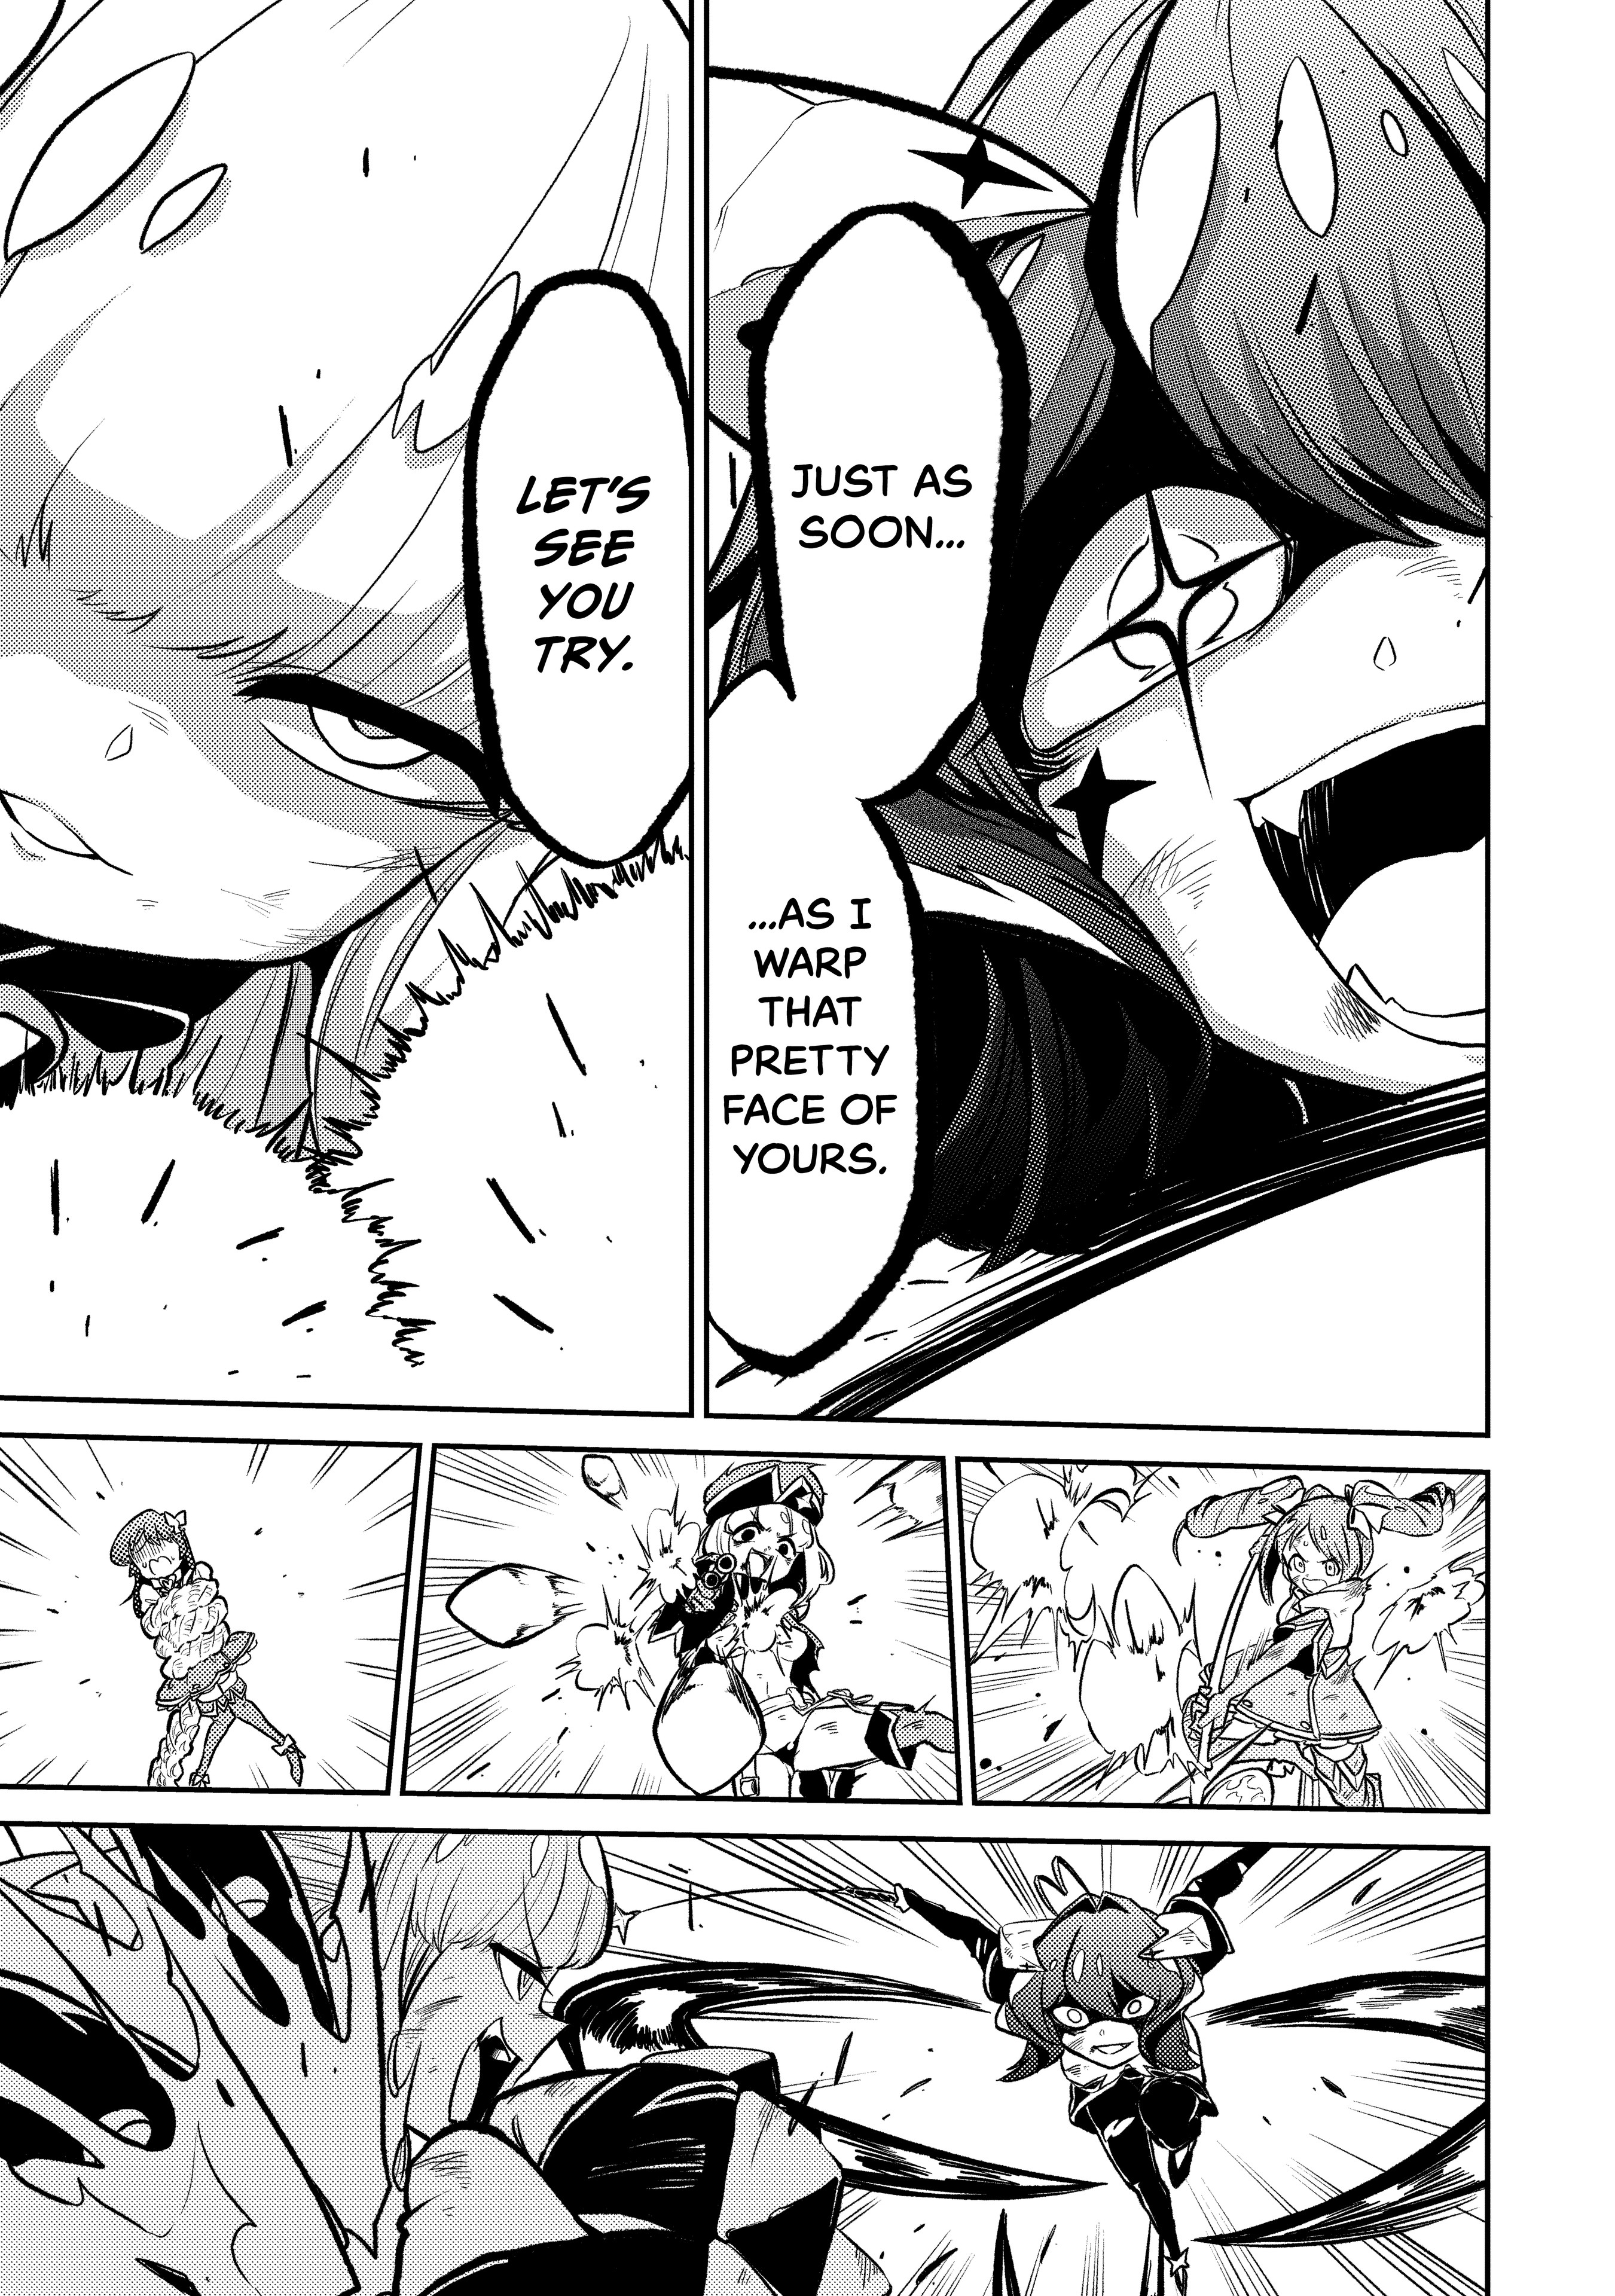 JUST AS
SOON...
...AS I
WARP
THAT
PRETTY
FACE OF
YOURS.
LET'S
SEE
YOU
TRY.